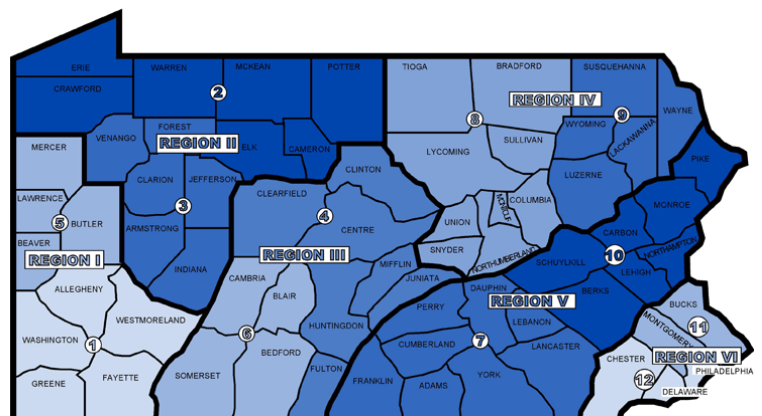 ERIE
WARREN
MCKEAN
POTTER
CRAWFORD
2
FOREST
VENANGO
REGION II
ELK
CAMERON
CLARION
JEFFERSON
3
ARMSTRONG
INDIANA
MERCER
LAWRENCE
5
BUTLER
BEAVER
REGION I
ALLEGHENY
WESTMORELAND
WASHINGTON
1
GREENE
FAYETTE
CLINTON
CLEARFIELD
4
CENTRE
REGION III
MIFFLIN
CAMBRIA
JUNIATA
BLAIR
HUNTINGDON
6
BEDFORD
SOMERSET
FULTON
TIOGA
BRADFORD
SUSQUEHANNA
REGION IV
WAYNE
8
9
WYOMING
LACKAWANNA
SULLIVAN
LYCOMING
LUZERNE
COLUMBIA
UNION
SNYDER
NORTHUMBERLAND
PIKE
MONROE
CARBON
10
NORTHAMPTON
SCHUYLKILL
LEHIGH
BERKS
DAUPHIN
REGION V
PERRY
LEBANON
CUMBERLAND
7
LANCASTER
FRANKLIN
ADAMS
YORK
BUCKS
MONTGOMERY
11
REGION VI
CHESTER
PHILADELPHIA
12
DELAWARE